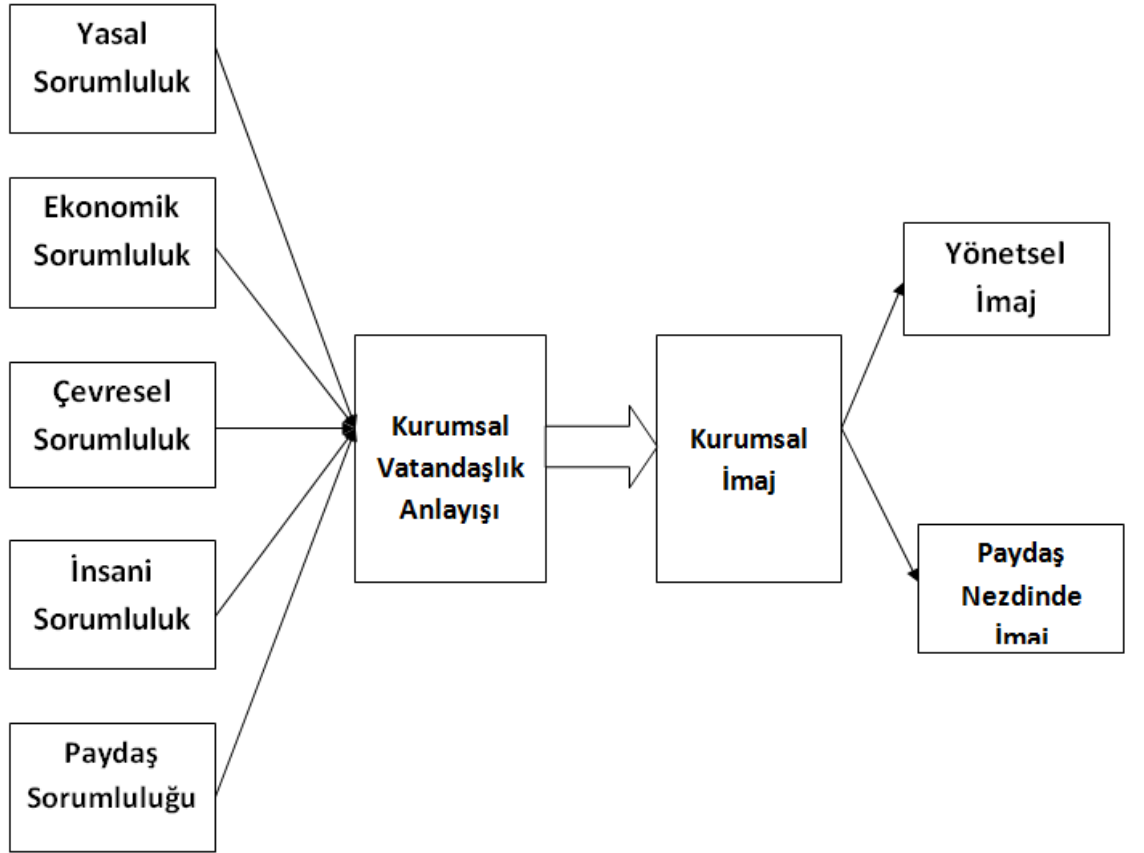 Yasal
Sorumluluk
Ekonomik
Sorumluluk
Çevresel
Sorumluluk
İnsani
Sorumluluk
Paydaş
Sorumluluğu
Kurumsal
Vatandaşlık
Anlayışı
Kurumsal
İmaj
Yönetsel
İmaj
Paydaş
Nezdinde
İmaj